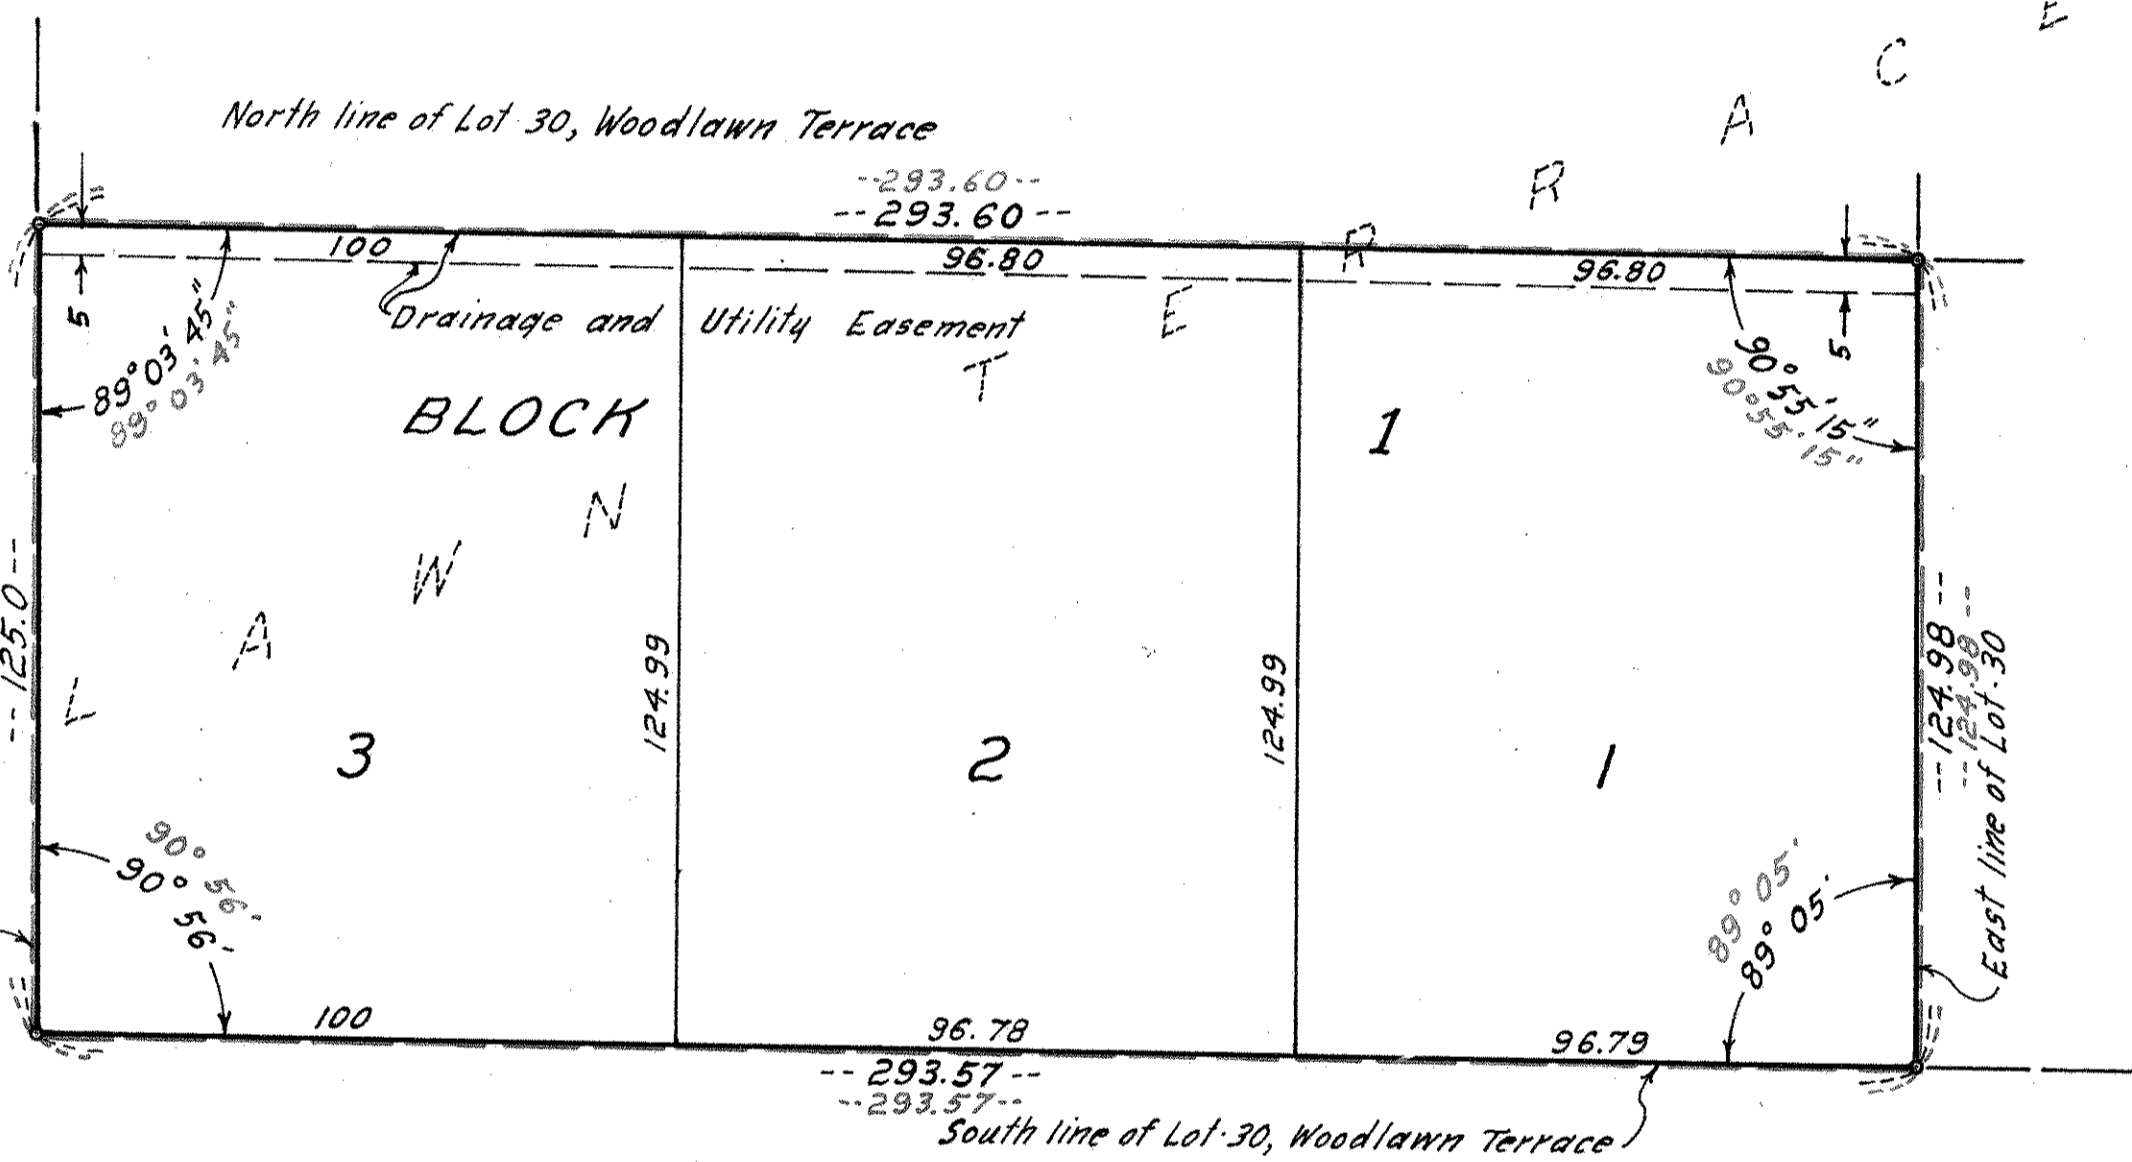 E
C
A
R
R
E
T
N
W
A
L
North line of Lot 30, Woodlawn Terrace
--293.60--
--293.60--
100
96.80
96.80
5
5
Drainage and Utility Easement
89° 03' 45"
89° 03' 45"
90° 55' 15"
90° 55' 15"
BLOCK 1
--125.0--
124.99
124.99
--124.98--
--124.98--
East line of Lot 30
3
2
1
90° 56'
90° 56'
89° 05'
89° 05'
100
96.78
96.79
--293.57--
--293.57--
South line of Lot 30, Woodlawn Terrace